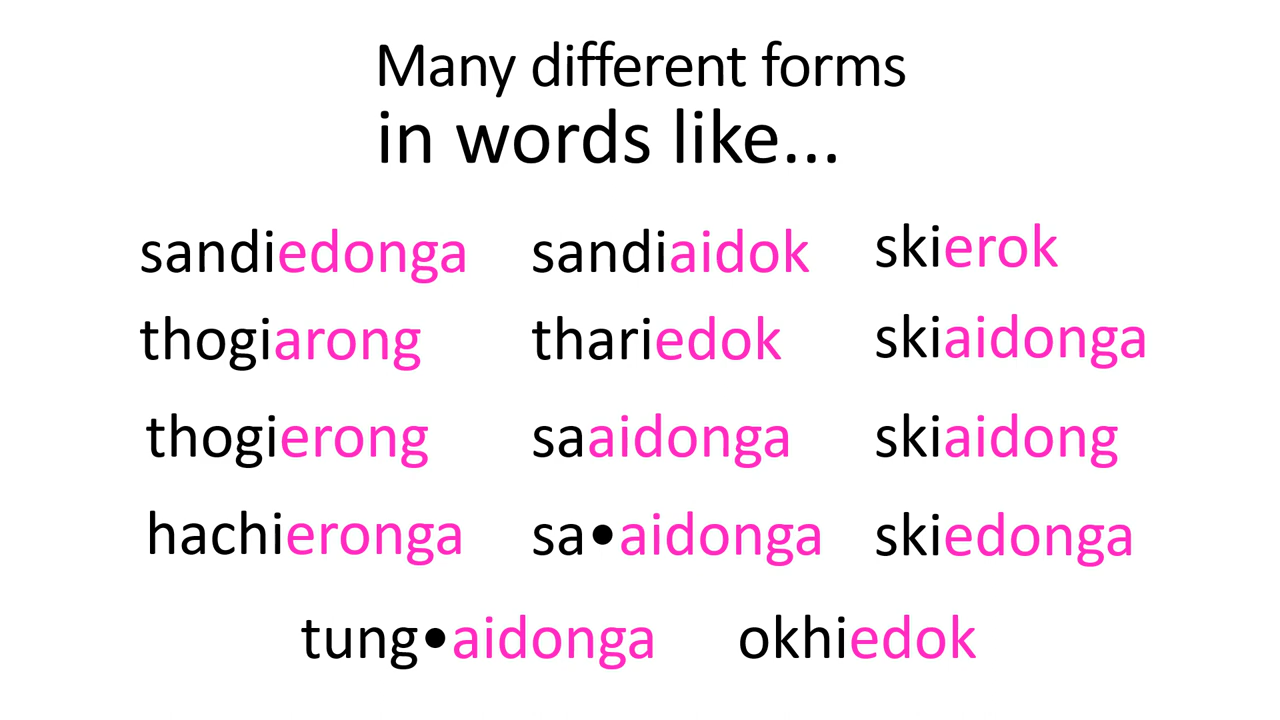 Many different forms
in words like...
sandiedonga sandiaidok skierok
thogiarong thariedok skiaidonga
thogierong saaidonga skiaidong
hachieronga sa•aidonga skiedonga
tung•aidonga okhiedok